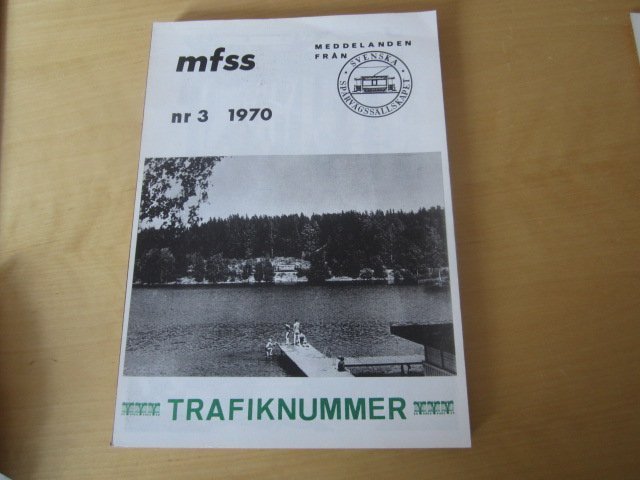 mfss
nr 3 1970
MEDDELANDEN
FRÅN
SVENSKA
SPÅRVÄGSSÄLLSKAPET
TRAFIKNUMMER